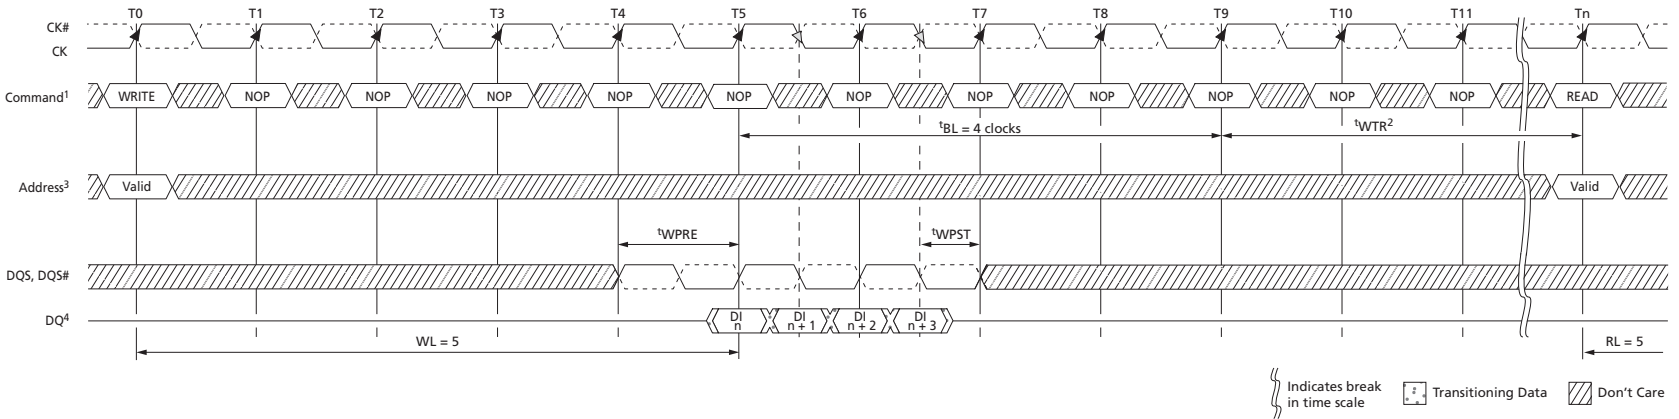 T0 T1 T2 T3 T4 T5 T6 T7 T8 T9 T10 T11 Tn
CK#
CK
Command¹ WRITE NOP NOP NOP NOP NOP NOP NOP NOP NOP NOP NOP READ
tBL = 4 clocks tWTR²
Address³ Valid Valid
tWPRE tWPST
DQS, DQS#
DQ⁴ DI n DI n + 1 DI n + 2 DI n + 3
WL = 5 RL = 5
Indicates break
in time scale
Transitioning Data
Don't Care